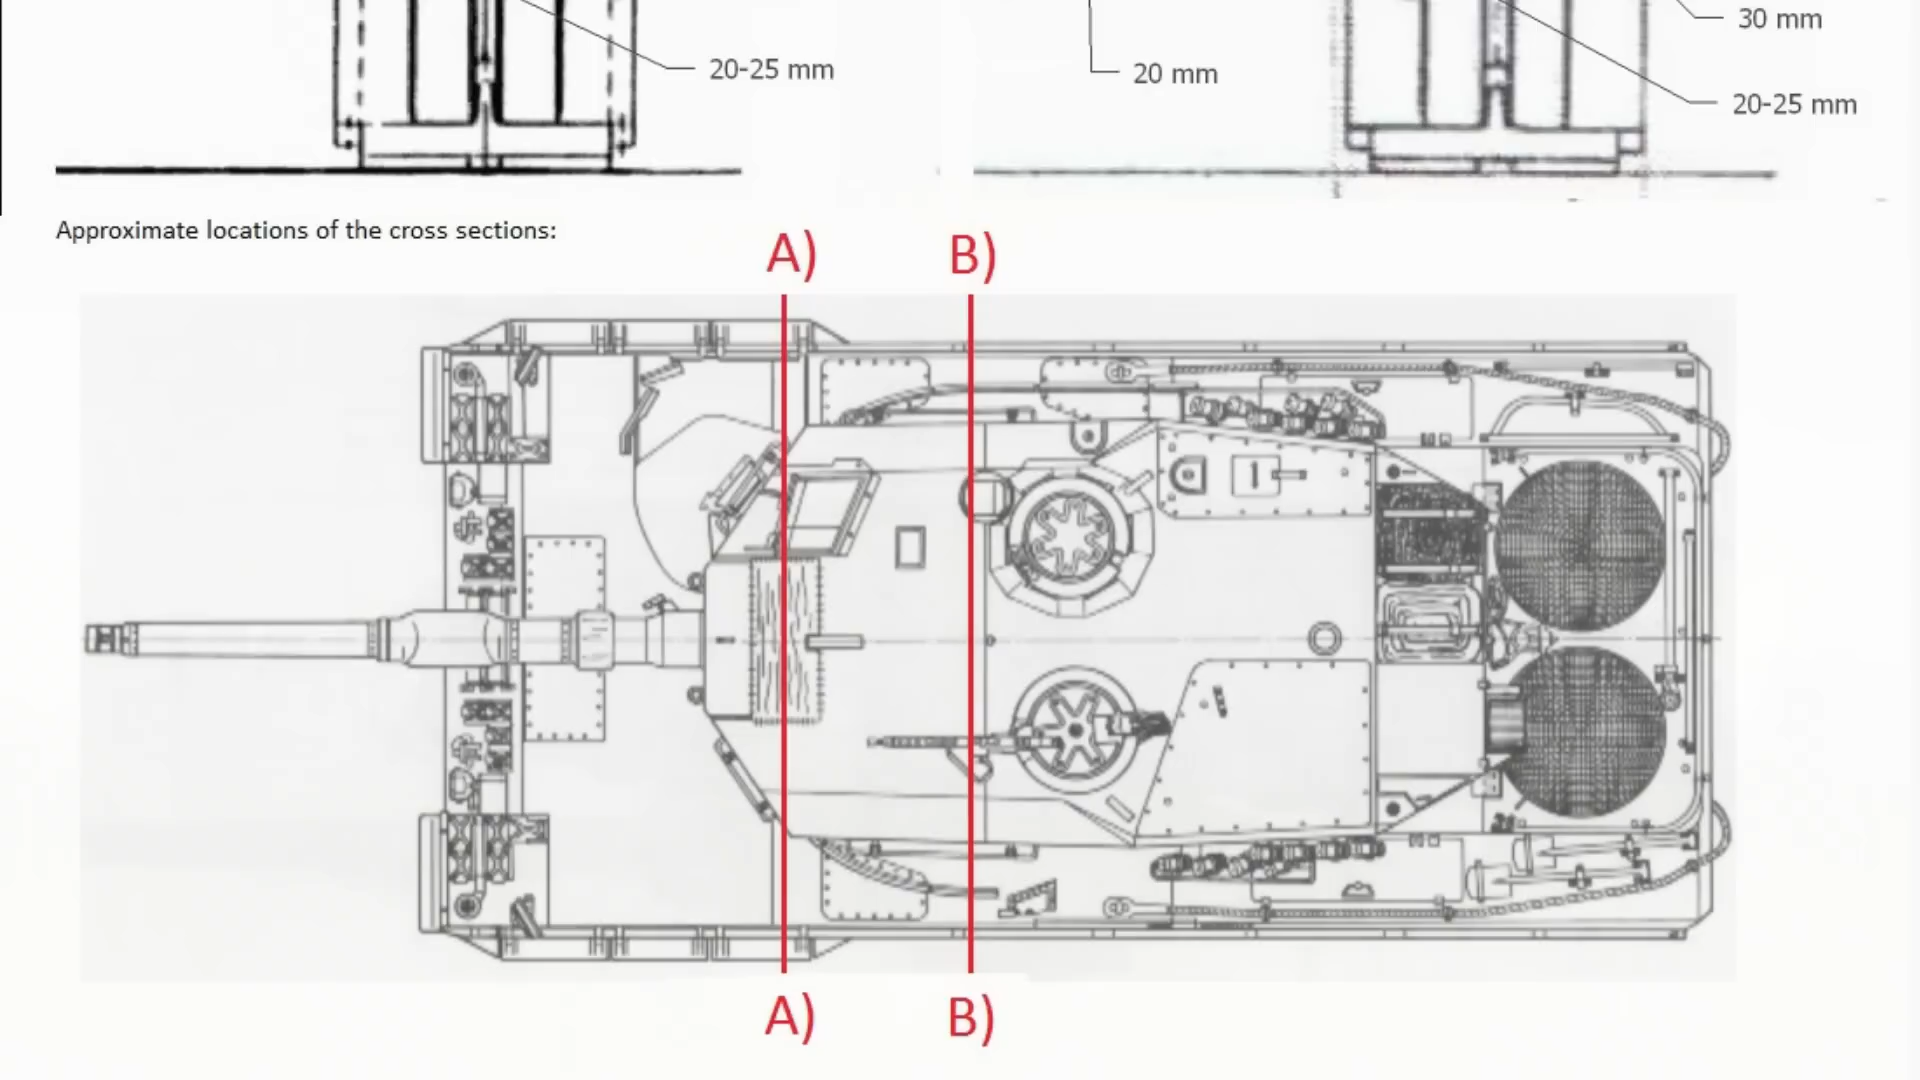 30 mm
20-25 mm
20 mm
20-25 mm
Approximate locations of the cross sections:
A)
B)
A)
B)